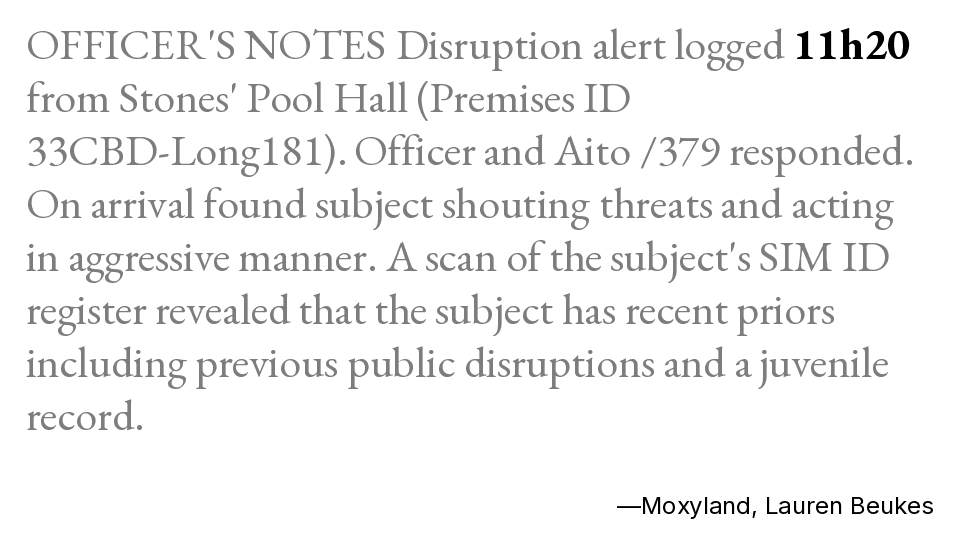 OFFICER'S NOTES Disruption alert logged 11h20
from Stones' Pool Hall (Premises ID
33CBD-Long181). Officer and Aito /379 responded.
On arrival found subject shouting threats and acting
in aggressive manner. A scan of the subject's SIM ID
register revealed that the subject has recent priors
including previous public disruptions and a juvenile
record.
—Moxyland, Lauren Beukes